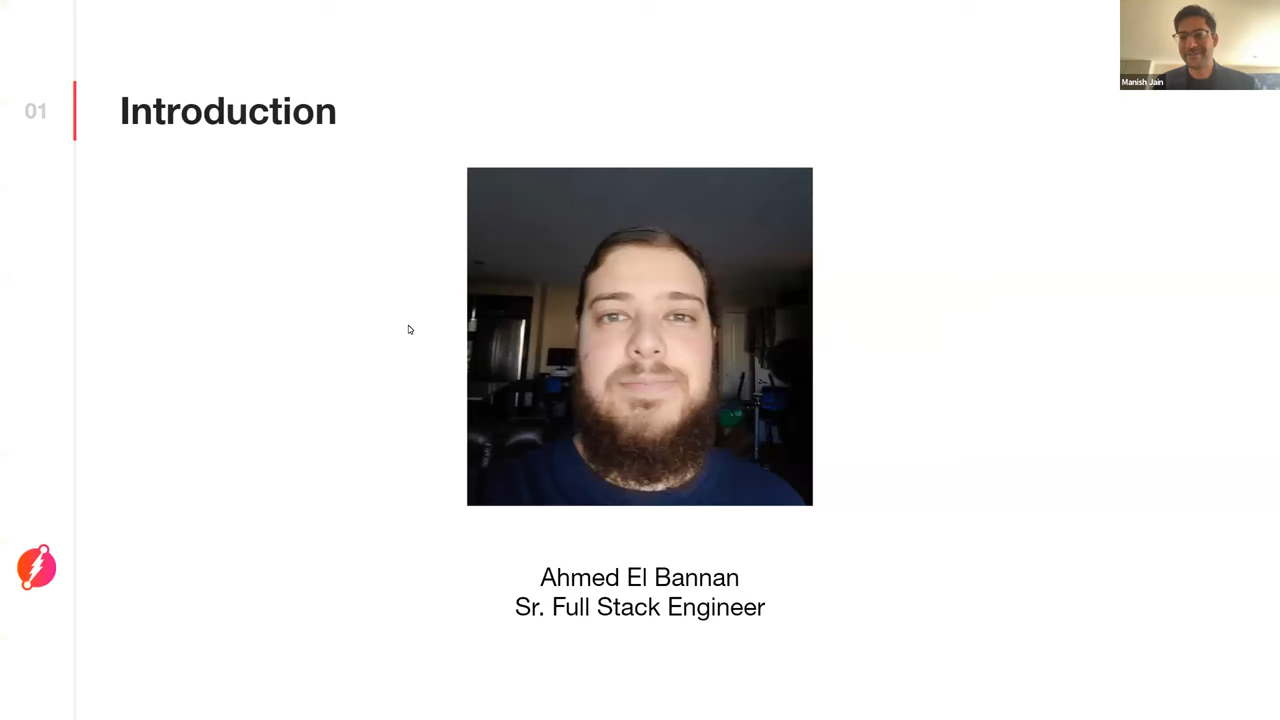 Manish Jain
01
Introduction
Ahmed El Bannan
Sr. Full Stack Engineer